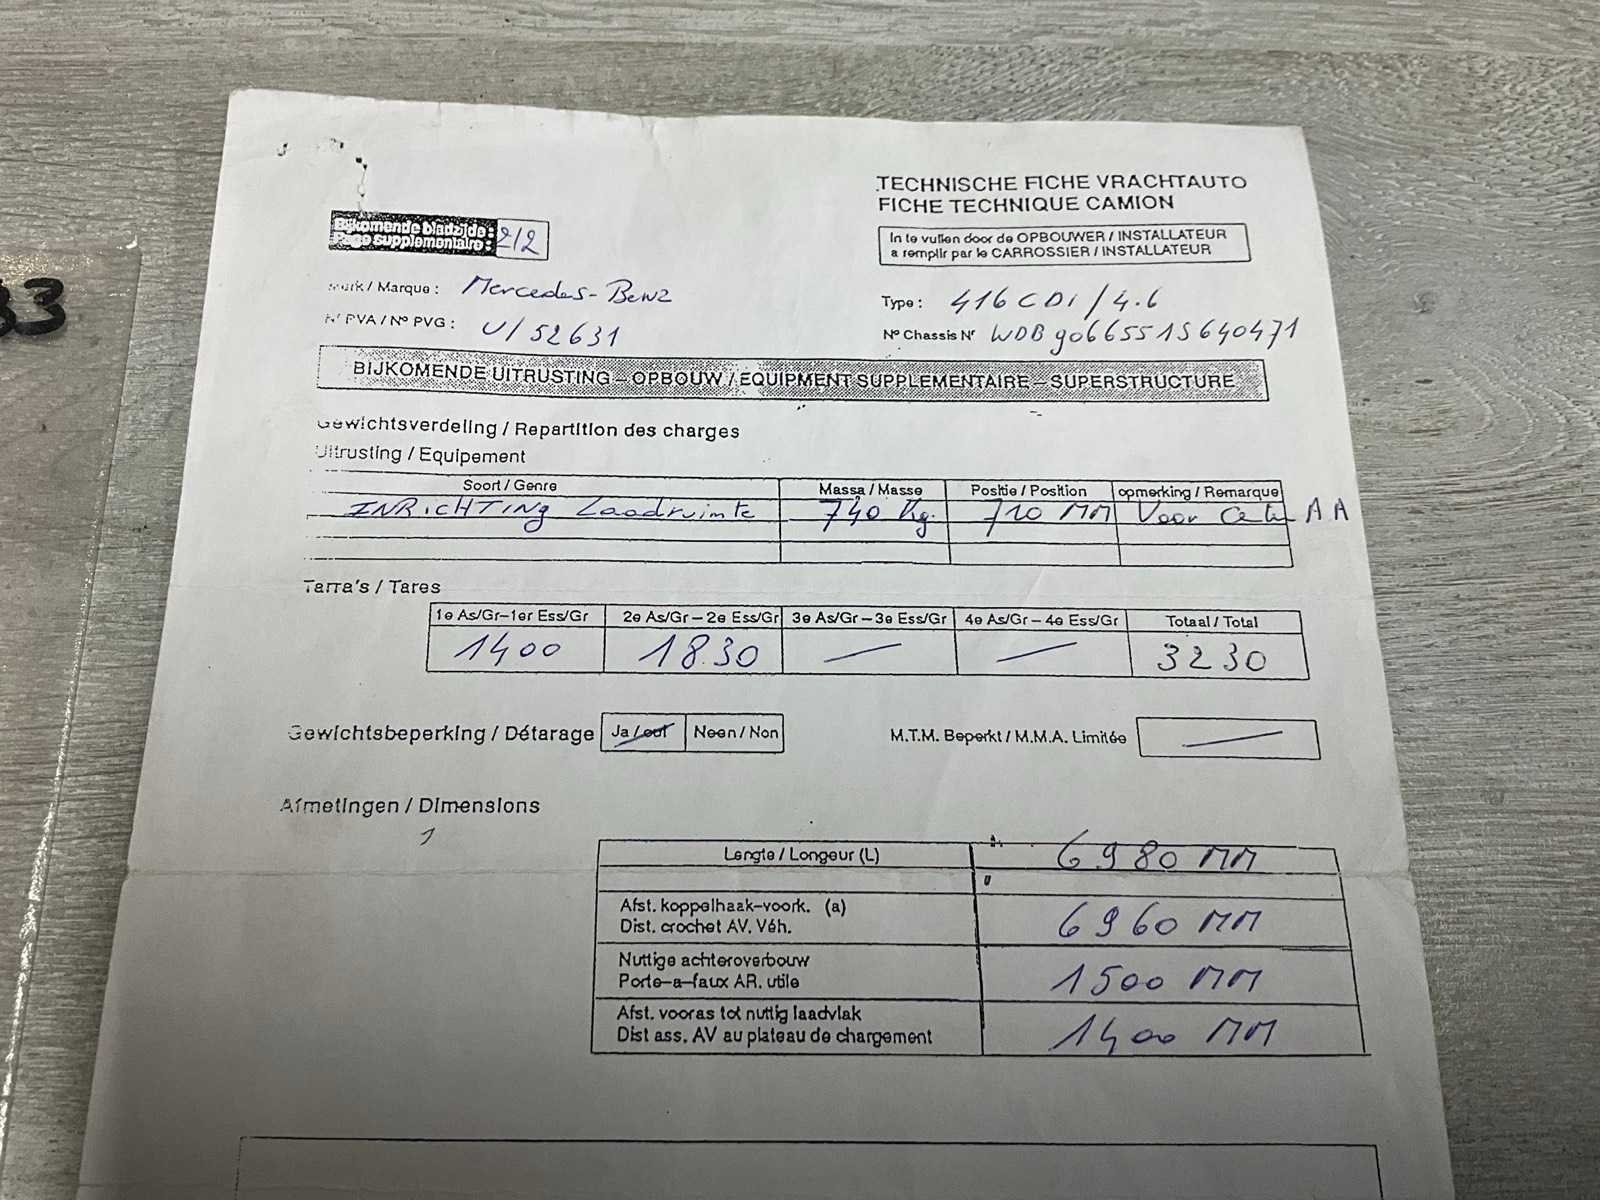 TECHNISCHE FICHE VRACHTAUTO
FICHE TECHNIQUE CAMION
Bijkomende bladzijde : 2/2
Page supplementaire :
In te vullen door de OPBOUWER / INSTALLATEUR
a remplir par le CARROSSIER / INSTALLATEUR
Merk / Marque : Mercedes-Benz
Type : 416 CDI / 4.6
N° PVA / N° PVG : U/52631
N° Chassis Nr WDB9066551S640471
BIJKOMENDE UITRUSTING – OPBOUW / EQUIPMENT SUPPLEMENTAIRE – SUPERSTRUCTURE
Gewichtsverdeling / Repartition des charges
Uitrusting / Equipement
Soort / Genre Massa / Masse Positie / Position opmerking / Remarque
INRICHTING Laadruimte 740 Kg. 710 MM Voor AA
Tarra's / Tares
1e As/Gr–1er Ess/Gr 2e As/Gr – 2e Ess/Gr 3e As/Gr – 3e Ess/Gr 4e As/Gr – 4e Ess/Gr Totaal / Total
1400 1830 — — 3230
Gewichtsbeperking / Détarage Ja / oui Neen / Non M.T.M. Beperkt / M.M.A. Limitée —
Afmetingen / Dimensions
Lengte / Longeur (L) 6980 MM
Afst. koppelhaak–voork. (a)
Dist. crochet AV. Véh. 6960 MM
Nuttige achteroverbouw
Porte–a–faux AR. utile 1500 MM
Afst. vooras tot nuttig laadvlak
Dist ass. AV au plateau de chargement 1400 MM
33